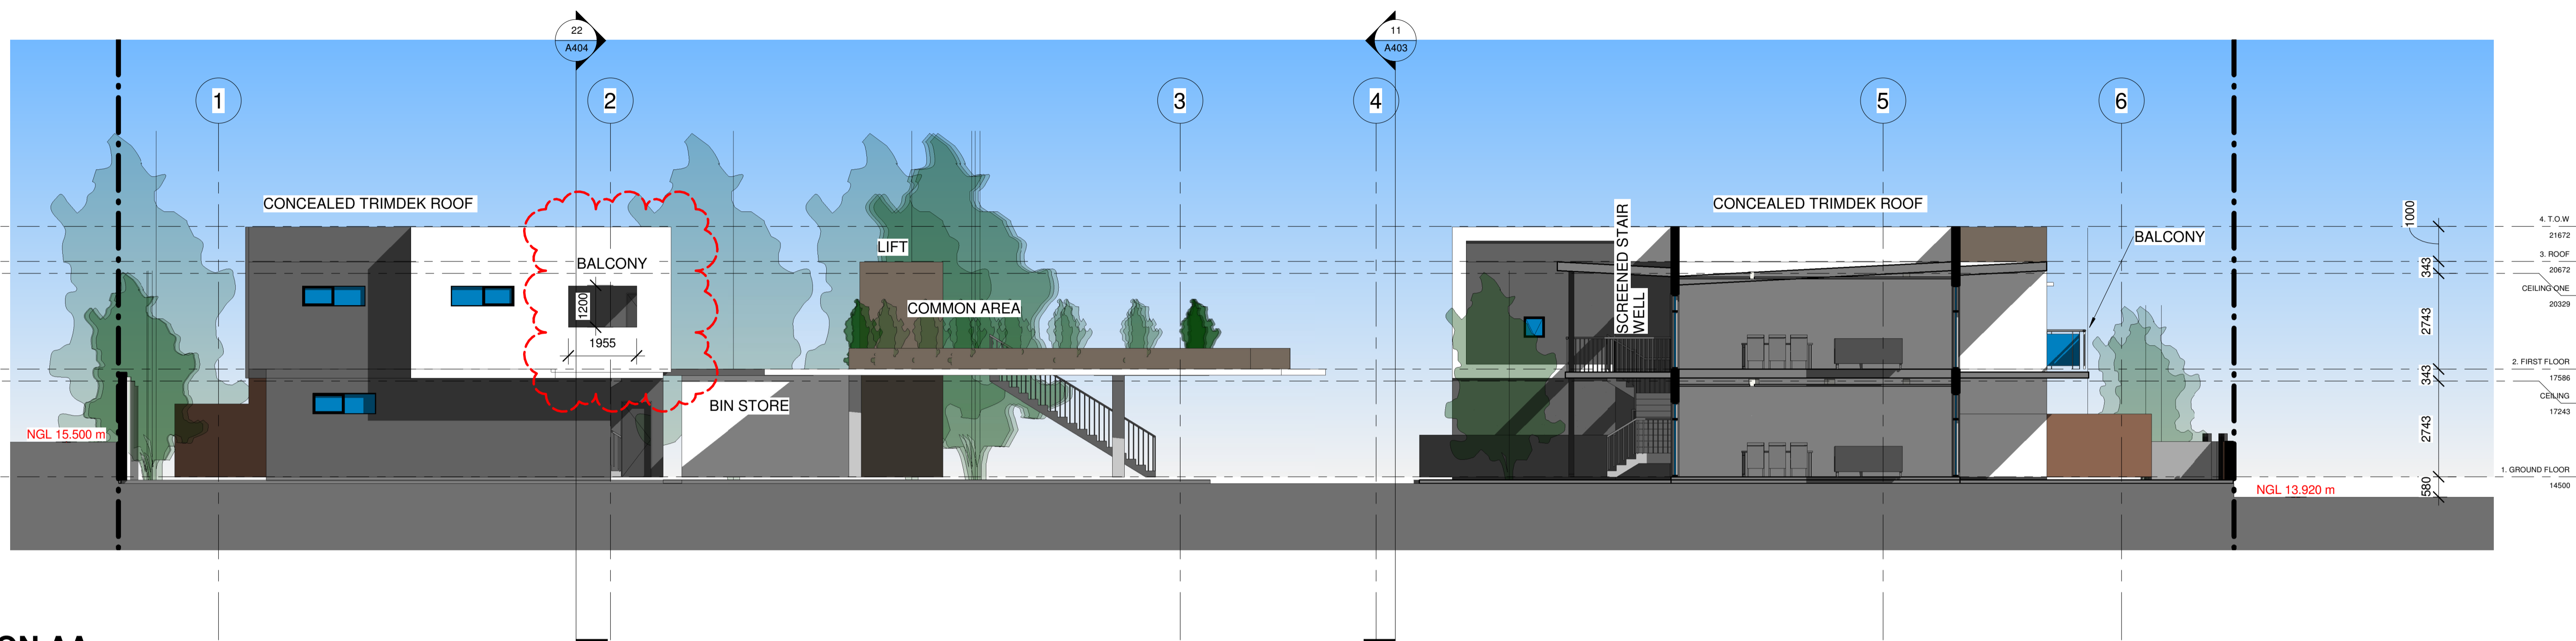 22
A404
11
A403
1
2
3
4
5
6
CONCEALED TRIMDEK ROOF
BALCONY
1200
1955
LIFT
COMMON AREA
BIN STORE
NGL 15.500 m
SCREENED STAIR
WELL
CONCEALED TRIMDEK ROOF
BALCONY
NGL 13.920 m
1000
343
2743
343
2743
580
4. T.O.W
21672
3. ROOF
20672
CEILING ONE
20329
2. FIRST FLOOR
17586
CEILING
17243
1. GROUND FLOOR
14500